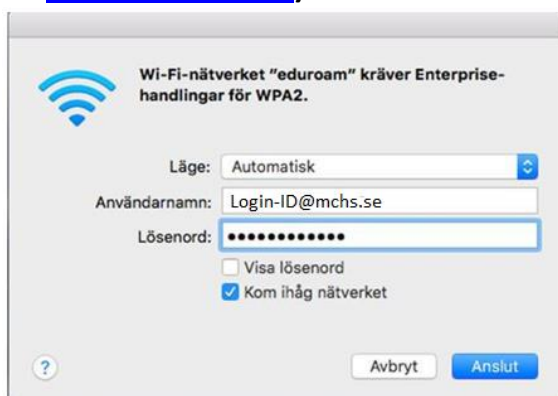 Wi-Fi-nätverket "eduroam" kräver Enterprise-
handlingar för WPA2.
Läge: Automatisk
Användarnamn: Login-ID@mchs.se
Lösenord: ●●●●●●●●●●●●
Visa lösenord
Kom ihåg nätverket
? Avbryt Anslut